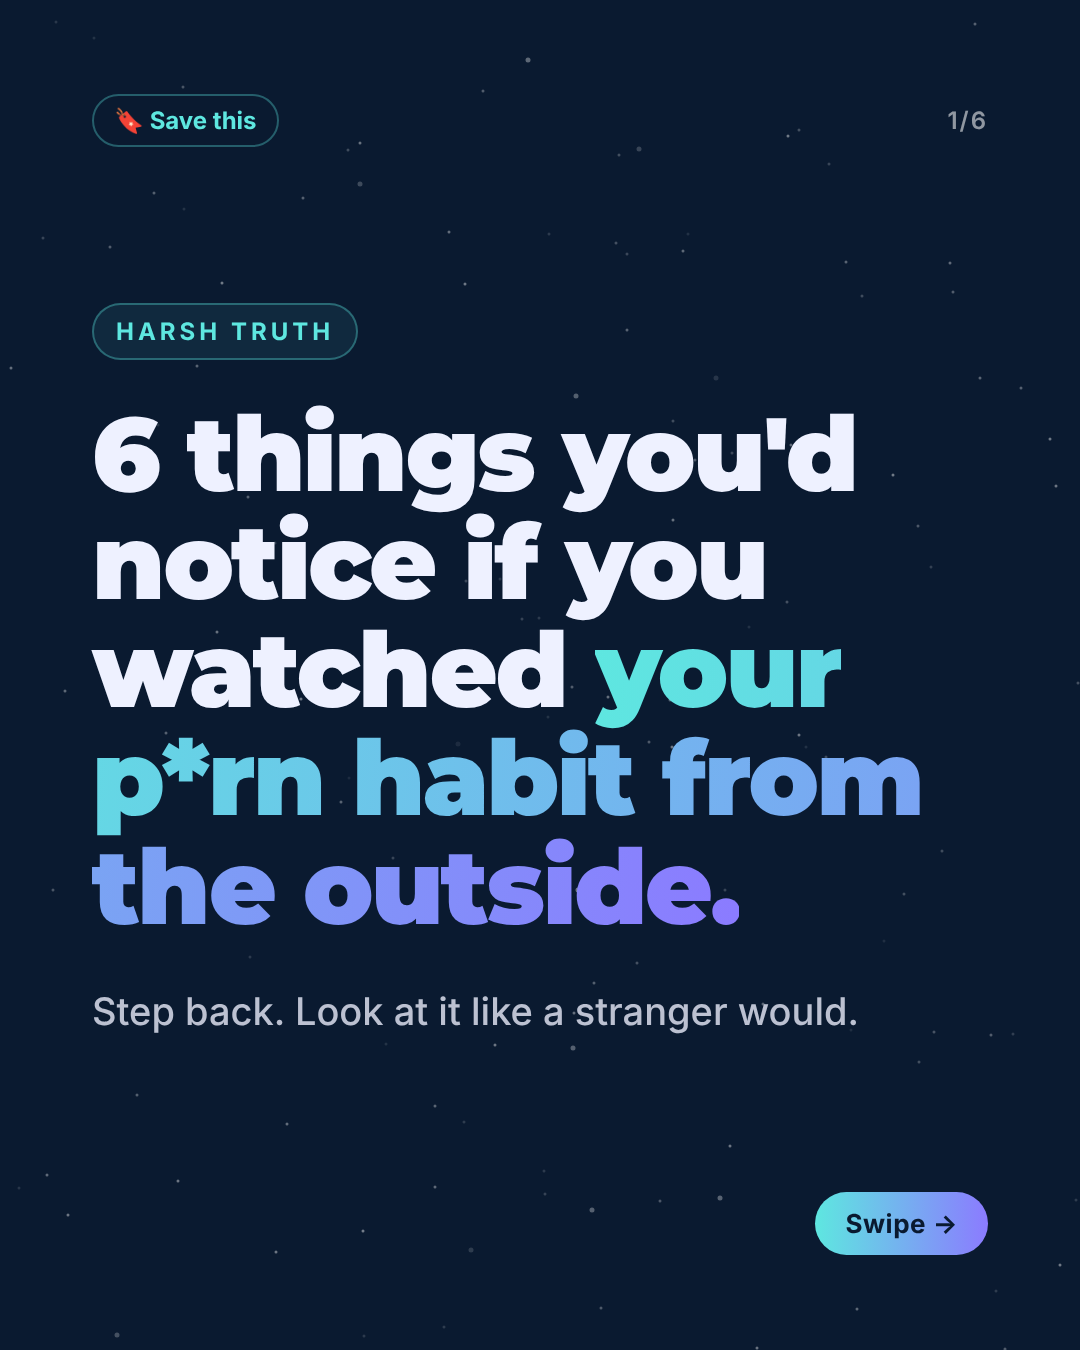 🔖 Save this
1/6
HARSH TRUTH
6 things you'd
notice if you
watched your
p*rn habit from
the outside.
Step back. Look at it like a stranger would.
Swipe →